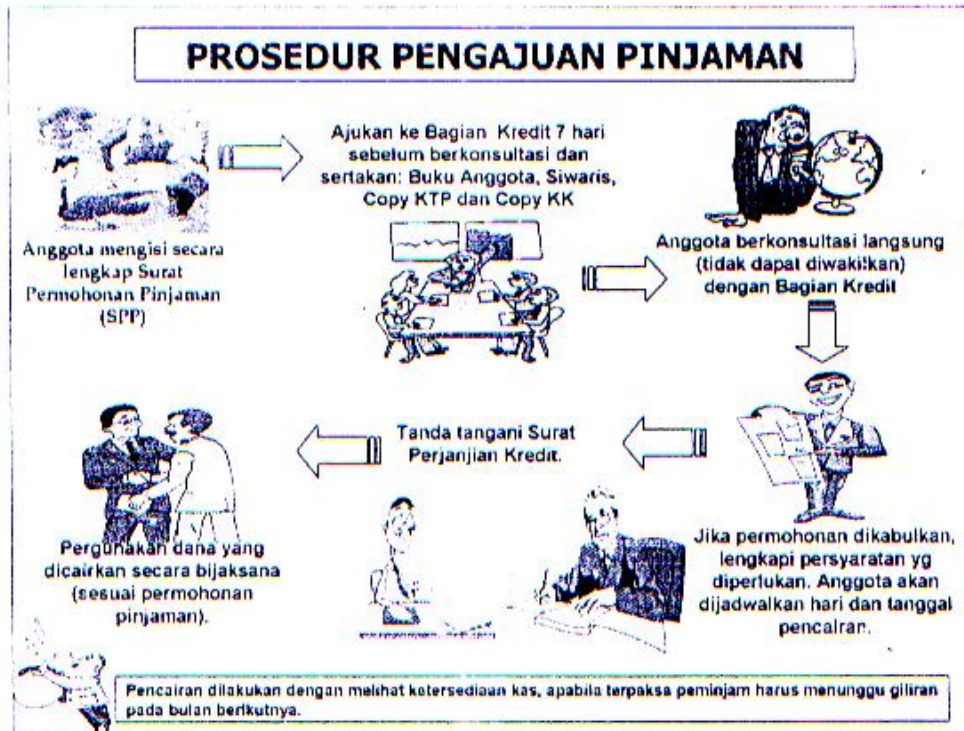 PROSEDUR PENGAJUAN PINJAMAN
Anggota mengisi secara
lengkap Surat
Permohonan Pinjaman
(SPP)
Ajukan ke Bagian Kredit 7 hari
sebelum berkonsultasi dan
sertakan: Buku Anggota, Siwaris,
Copy KTP dan Copy KK
Anggota berkonsultasi langsung
(tidak dapat diwakilkan)
dengan Bagian Kredit
Jika permohonan dikabulkan,
lengkapi persyaratan yg
diperlukan. Anggota akan
dijadwalkan hari dan tanggal
pencairan.
Tanda tangani Surat
Perjanjian Kredit.
Pergunakan dana yang
dicairkan secara bijaksana
(sesuai permohonan
pinjaman).
Pencairan dilakukan dengan melihat ketersediaan kas, apabila terpaksa peminjam harus menunggu giliran
pada bulan berikutnya.